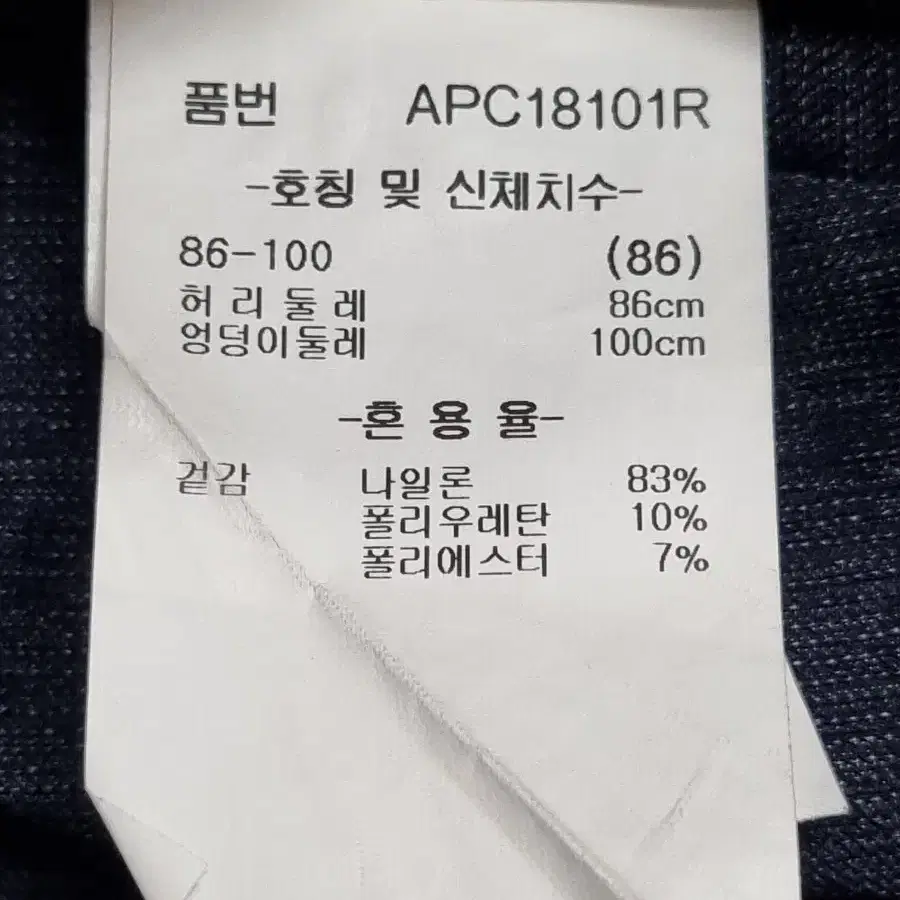 품번 APC18101R
-호칭 및 신체치수-
86-100 (86)
허리둘레 86cm
엉덩이둘레 100cm
-혼용율-
겉감 나일론 83%
폴리우레탄 10%
폴리에스터 7%